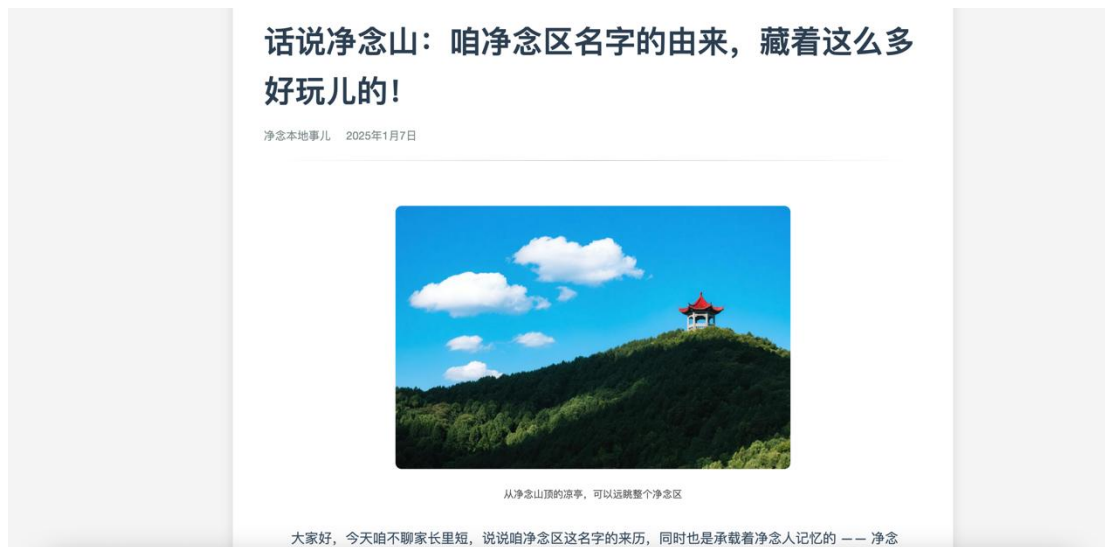 话说净念山：咱净念区名字的由来，藏着这么多
好玩儿的！
净念本地事儿 2025年1月7日
从净念山顶的凉亭，可以远眺整个净念区
大家好，今天咱不聊家长里短，说说咱净念区这名字的来历，同时也是承载着净念人记忆的 —— 净念